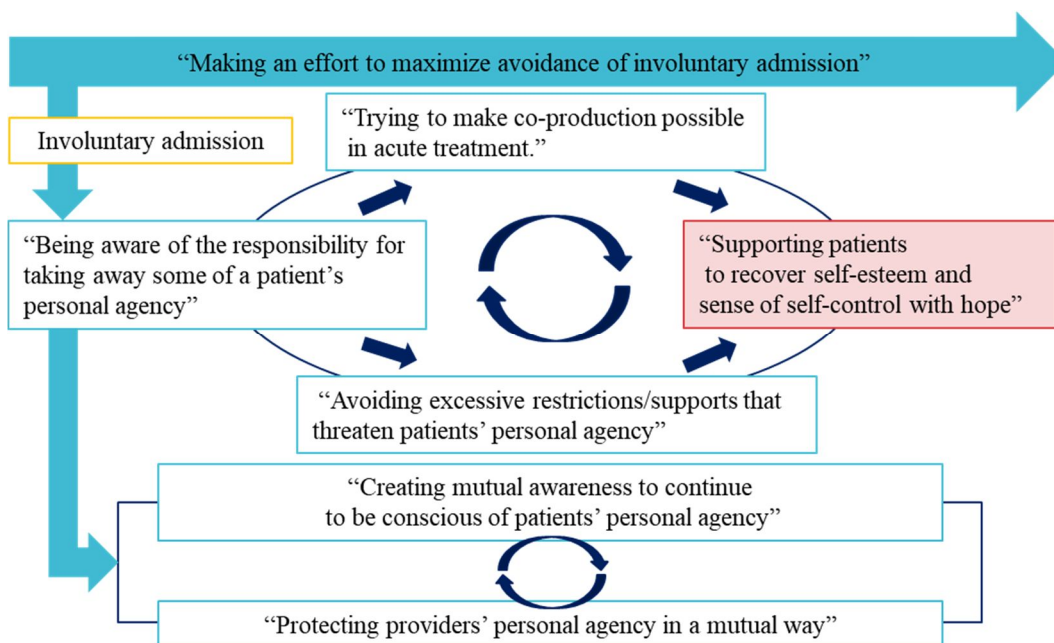 “Making an effort to maximize avoidance of involuntary admission”
Involuntary admission
“Trying to make co-production possible
in acute treatment.”
“Being aware of the responsibility for
taking away some of a patient’s
personal agency”
“Supporting patients
to recover self-esteem and
sense of self-control with hope”
“Avoiding excessive restrictions/supports that
threaten patients’ personal agency”
“Creating mutual awareness to continue
to be conscious of patients’ personal agency”
“Protecting providers’ personal agency in a mutual way”